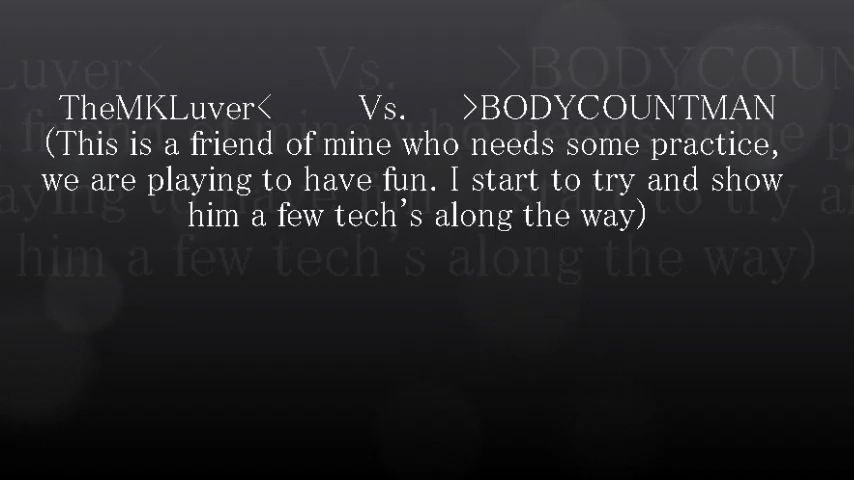 TheMKLuver< Vs. >BODYCOUNTMAN
(This is a friend of mine who needs some practice,
we are playing to have fun. I start to try and show
him a few tech's along the way)